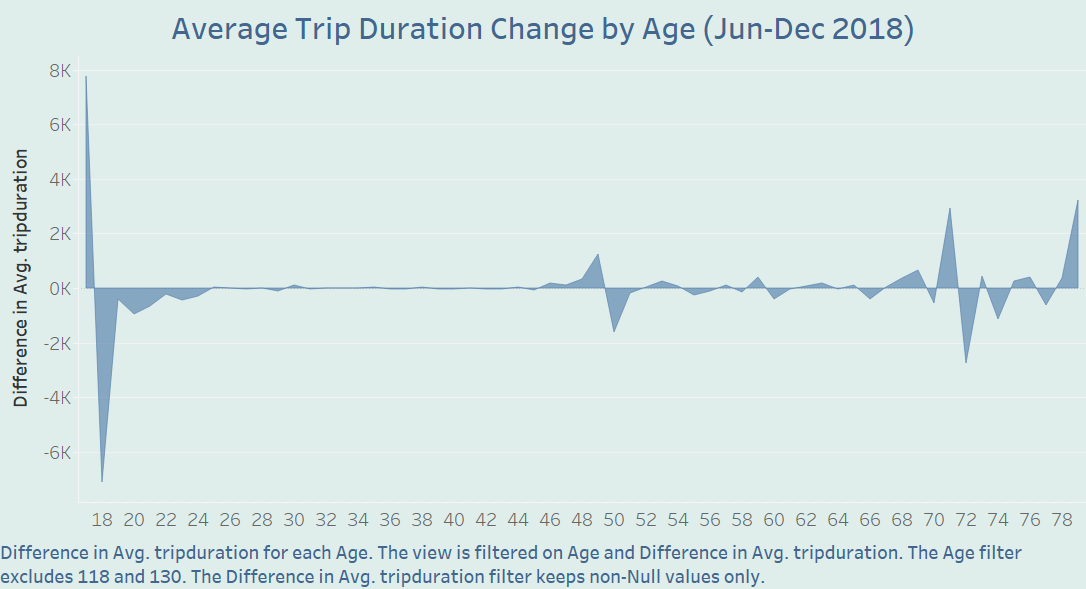 Average Trip Duration Change by Age (Jun-Dec 2018)
Difference in Avg. tripduration
8K
6K
4K
2K
0K
-2K
-4K
-6K
18 20 22 24 26 28 30 32 34 36 38 40 42 44 46 48 50 52 54 56 58 60 62 64 66 68 70 72 74 76 78
Difference in Avg. tripduration for each Age. The view is filtered on Age and Difference in Avg. tripduration. The Age filter
excludes 118 and 130. The Difference in Avg. tripduration filter keeps non-Null values only.